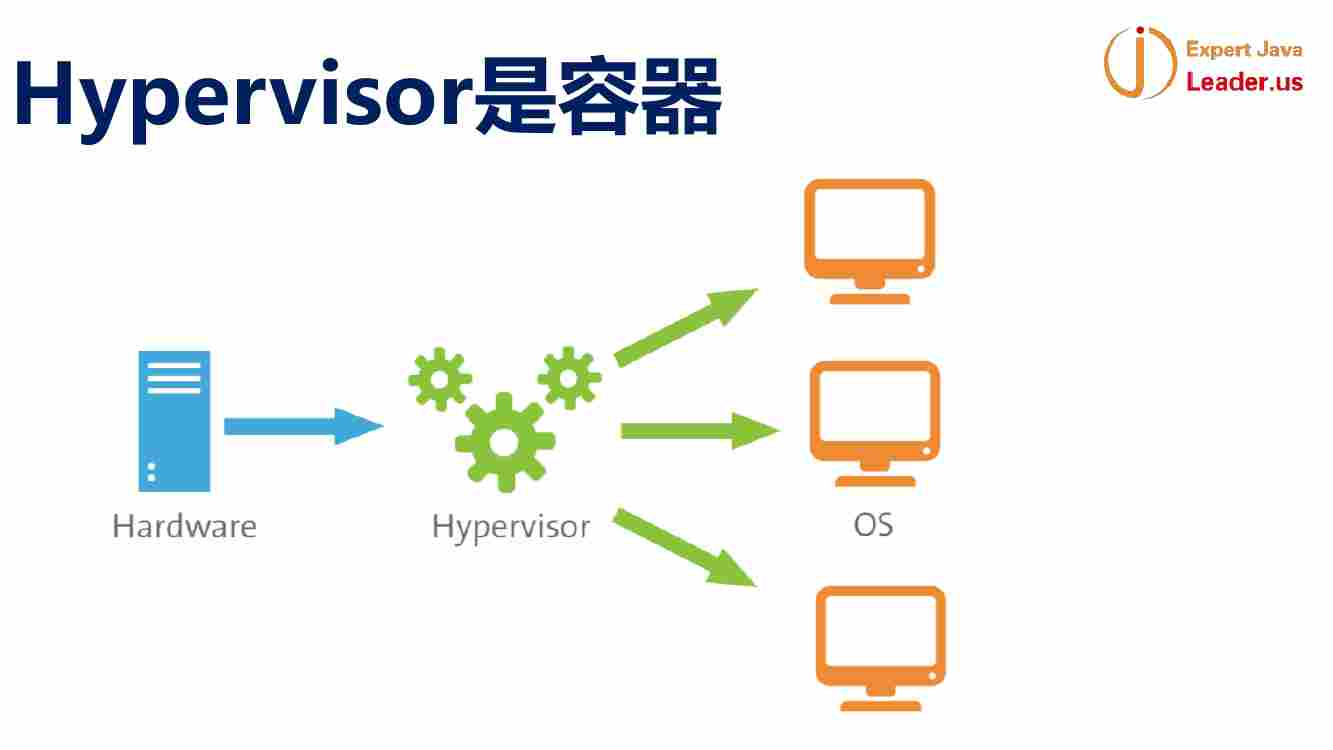 Hypervisor是容器
Expert Java
Leader.us
Hardware
Hypervisor
OS